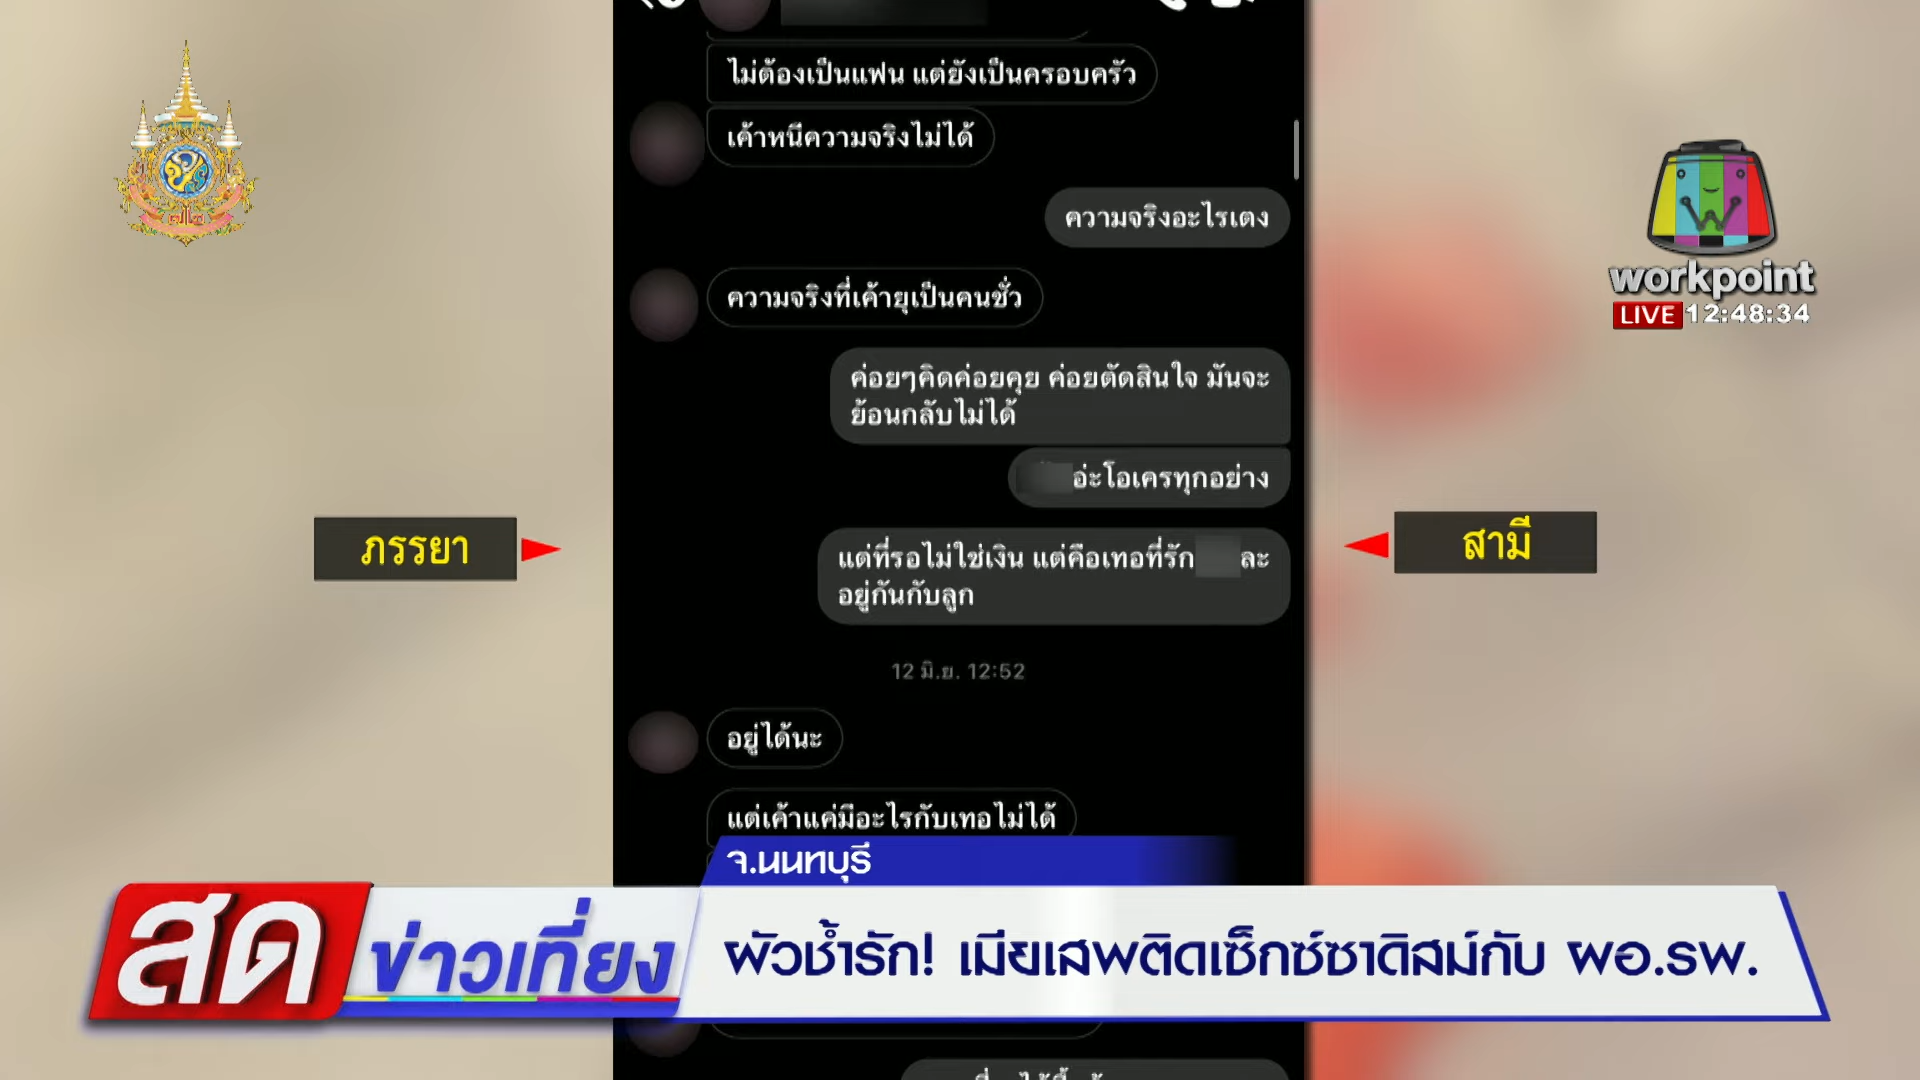 ไม่ต้องเป็นแฟน แต่ยังเป็นครอบครัว
เค้าหนีความจริงไม่ได้
ความจริงอะไรเตง
ความจริงที่เค้ายุเป็นคนชั่ว
ค่อยๆคิดค่อยคุย ค่อยตัดสินใจ มันจะ
ย้อนกลับไม่ได้
อ่ะโอเครทุกอย่าง
แต่ที่รอไม่ใช่เงิน แต่คือเทอที่รัก ละ
อยู่กันกับลูก
12 มิ.ย. 12:52
อยู่ได้นะ
แต่เค้าแค่มีอะไรกับเทอไม่ได้
ภรรยา
สามี
workpoint
LIVE 12:48:34
จ.นนทบุรี
สด ข่าวเที่ยง
ผัวช้ำรัก! เมียเสพติดเซ็กซ์ซาดิสม์กับ ผอ.รพ.